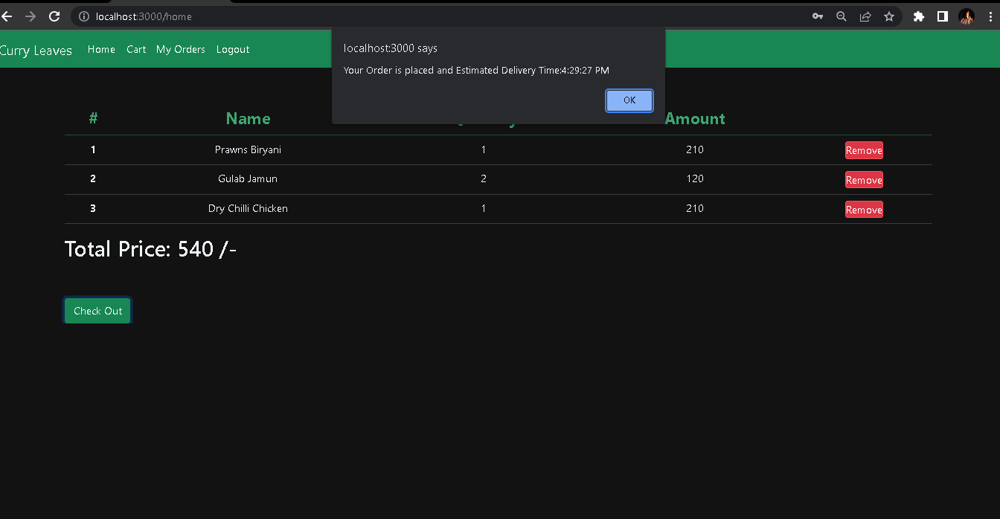 localhost:3000/home
Curry Leaves Home Cart My Orders Logout
localhost:3000 says
Your Order is placed and Estimated Delivery Time:4:29:27 PM
OK
# Name Amount
1 Prawns Biryani 1 210 Remove
2 Gulab Jamun 2 120 Remove
3 Dry Chilli Chicken 1 210 Remove
Total Price: 540 /-
Check Out